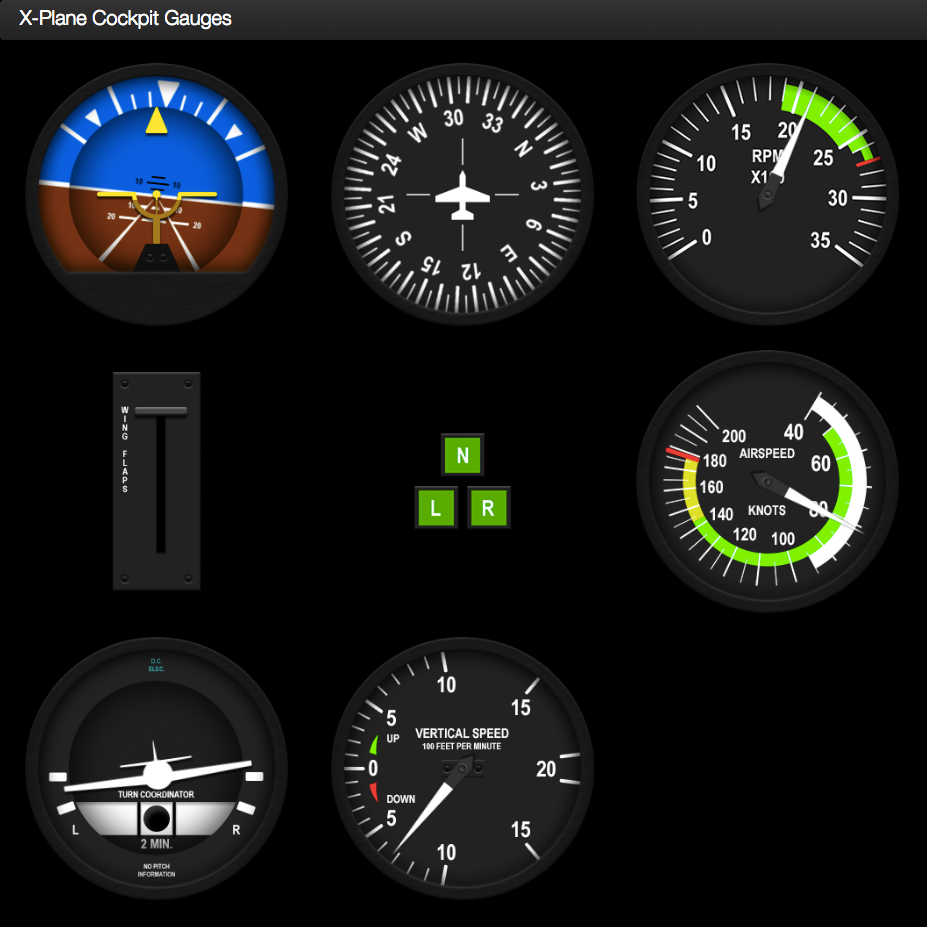 X-Plane Cockpit Gauges
10 10
20 20
30 33 N 3 6 E 12 15 S 21 24 W
0 5 10 15 20 25 30 35
RPM
WING FLAPS
N
L R
200 40
AIRSPEED
180 60
160
KNOTS 80
140
120 100
D.C.
ELEC.
TURN COORDINATOR
L R
2 MIN.
NO PITCH
INFORMATION
10
15
5
UP
VERTICAL SPEED
100 FEET PER MINUTE
0 20
DOWN
5
15
10